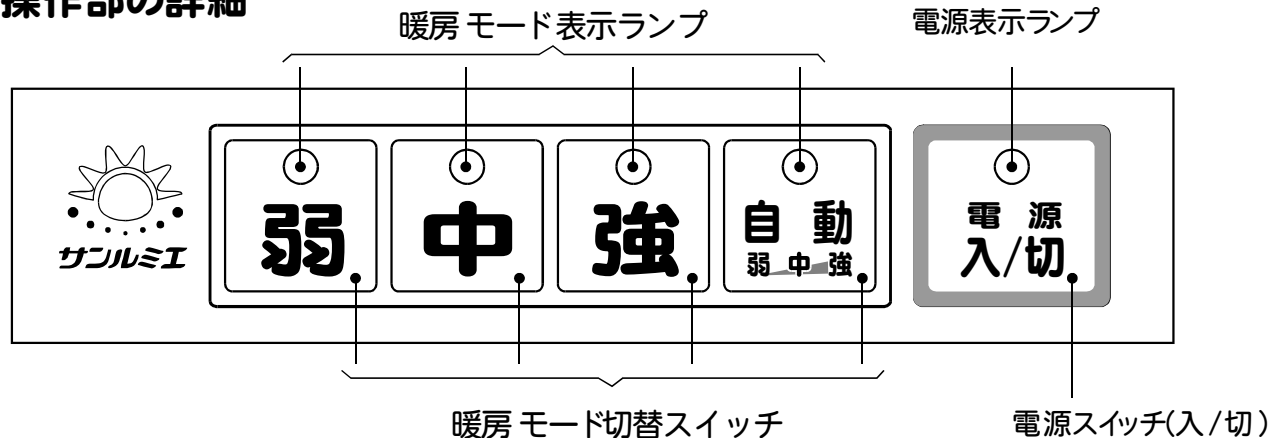 操作部の詳細
暖房モード表示ランプ
電源表示ランプ
サンルミエ
弱
中
強
自動
弱 中 強
電源
入/切
暖房モード切替スイッチ
電源スイッチ(入/切)